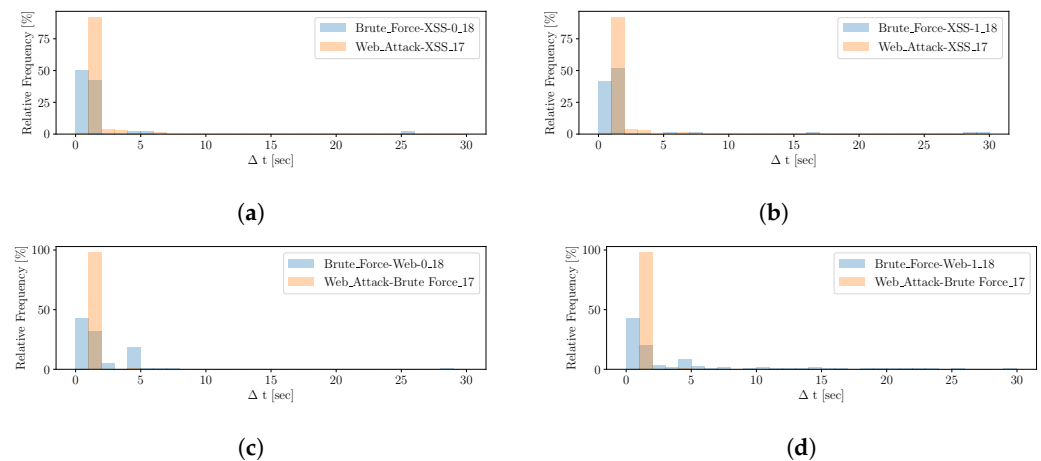 Relative Frequency [%]
75
50
25
0
0 5 10 15 20 25 30
Δ t [sec]
Brute_Force-XSS-0_18
Web_Attack-XSS_17
(a)
Relative Frequency [%]
75
50
25
0
0 5 10 15 20 25 30
Δ t [sec]
Brute_Force-XSS-1_18
Web_Attack-XSS_17
(b)
Relative Frequency [%]
100
50
0
0 5 10 15 20 25 30
Δ t [sec]
Brute_Force-Web-0_18
Web_Attack-Brute Force_17
(c)
Relative Frequency [%]
100
50
0
0 5 10 15 20 25 30
Δ t [sec]
Brute_Force-Web-1_18
Web_Attack-Brute Force_17
(d)